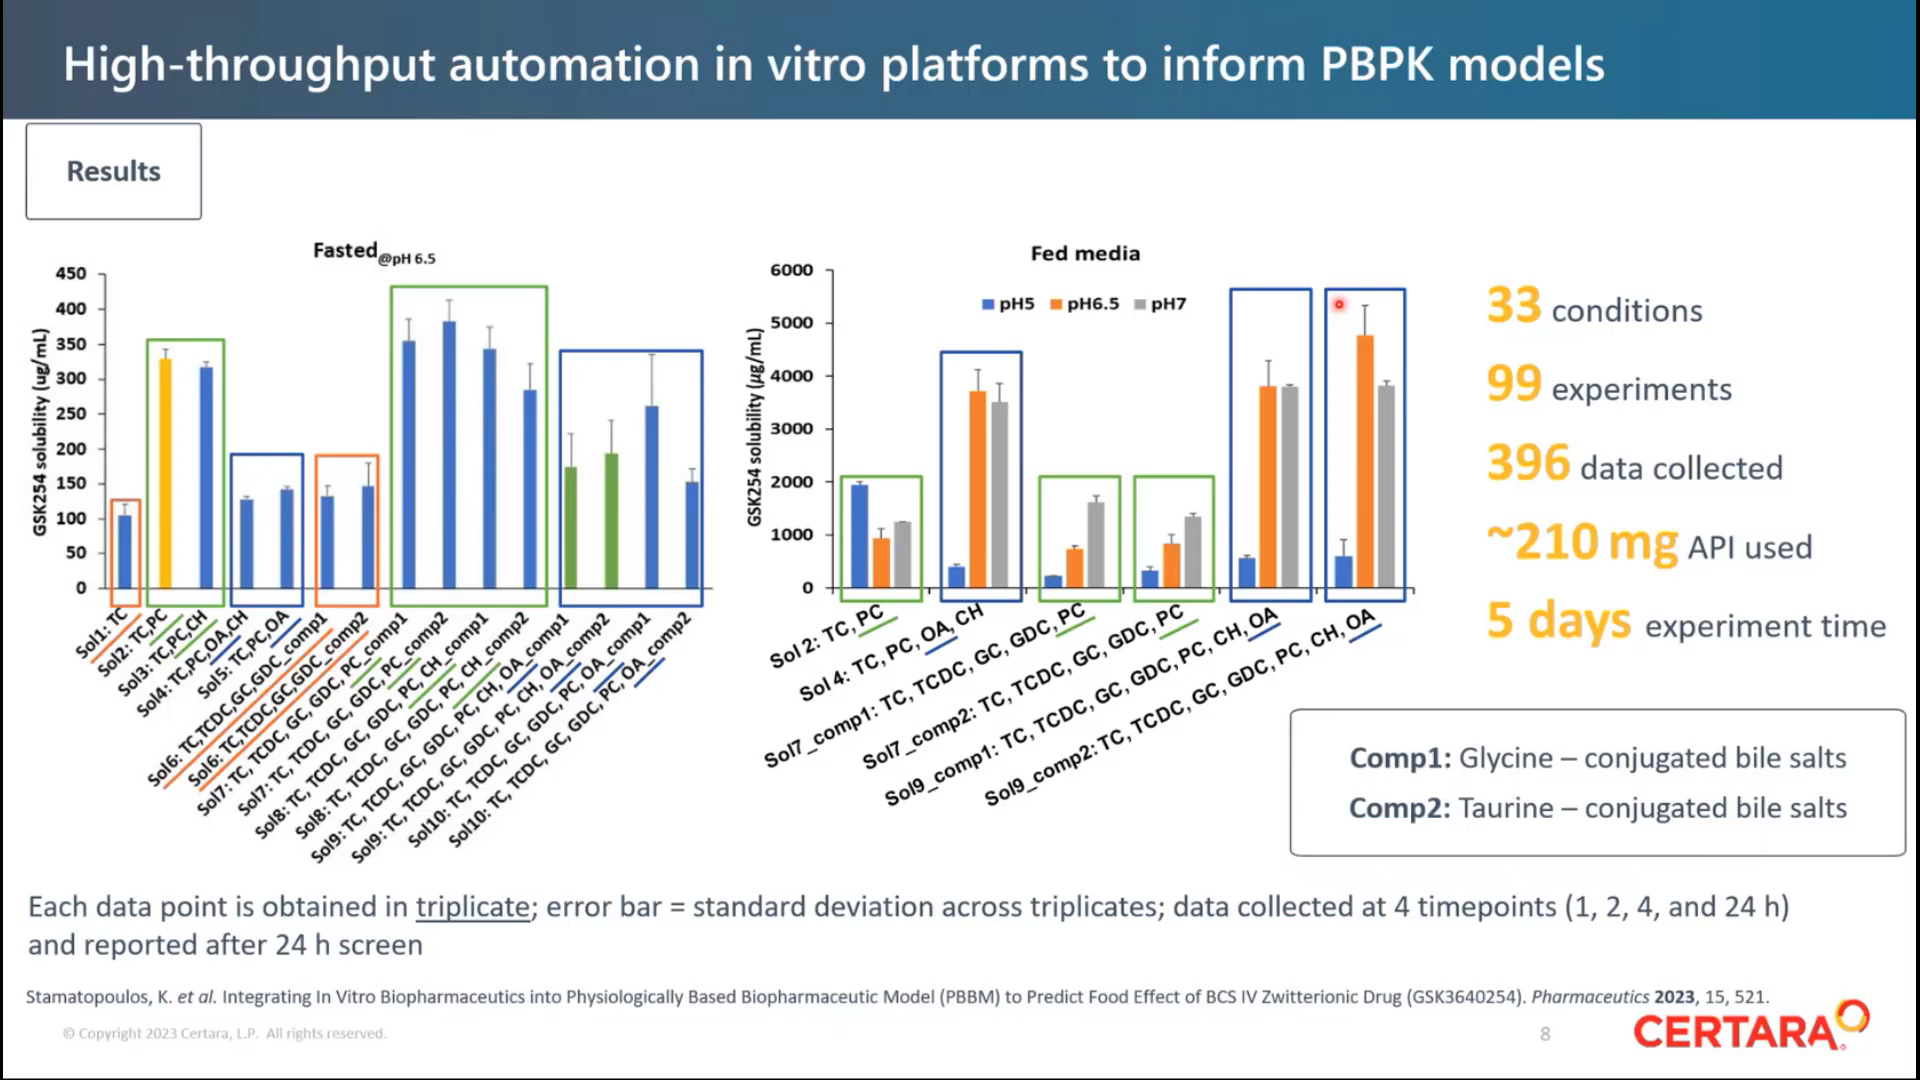 High-throughput automation in vitro platforms to inform PBPK models
Results
Fasted@pH 6.5
GSK254 solubility (ug/mL)
450
400
350
300
250
200
150
100
50
0
Sol1: TC
Sol2: TC,PC
Sol3: TC,PC,CH
Sol4: TC,PC,OA,CH
Sol5: TC,PC,OA
Sol6: TC,TCDC,GC,GDC_comp1
Sol6: TC,TCDC,GC,GDC_comp2
Sol7: TC, TCDC, GC, GDC, PC_comp1
Sol7: TC, TCDC, GC, GDC, PC_comp2
Sol8: TC, TCDC, GC, GDC, PC, CH_comp1
Sol8: TC, TCDC, GC, GDC, PC, CH_comp2
Sol9: TC, TCDC, GC, GDC, PC, CH, OA_comp1
Sol9: TC, TCDC, GC, GDC, PC, CH, OA_comp2
Sol10: TC, TCDC, GC, GDC, PC, OA_comp1
Sol10: TC, TCDC, GC, GDC, PC, OA_comp2
Fed media
pH5 pH6.5 pH7
GSK254 solubility (µg/mL)
6000
5000
4000
3000
2000
1000
0
Sol 2: TC, PC
Sol 4: TC, PC, OA, CH
Sol7_comp1: TC, TCDC, GC, GDC, PC
Sol7_comp2: TC, TCDC, GC, GDC, PC
Sol9_comp1: TC, TCDC, GC, GDC, PC, CH, OA
Sol9_comp2: TC, TCDC, GC, GDC, PC, CH, OA
33 conditions
99 experiments
396 data collected
~210 mg API used
5 days experiment time
Comp1: Glycine – conjugated bile salts
Comp2: Taurine – conjugated bile salts
Each data point is obtained in triplicate; error bar = standard deviation across triplicates; data collected at 4 timepoints (1, 2, 4, and 24 h)
and reported after 24 h screen
Stamatopoulos, K. et al. Integrating In Vitro Biopharmaceutics into Physiologically Based Biopharmaceutic Model (PBBM) to Predict Food Effect of BCS IV Zwitterionic Drug (GSK3640254). Pharmaceutics 2023, 15, 521.
© Copyright 2023 Certara, L.P. All rights reserved.
8
CERTARA